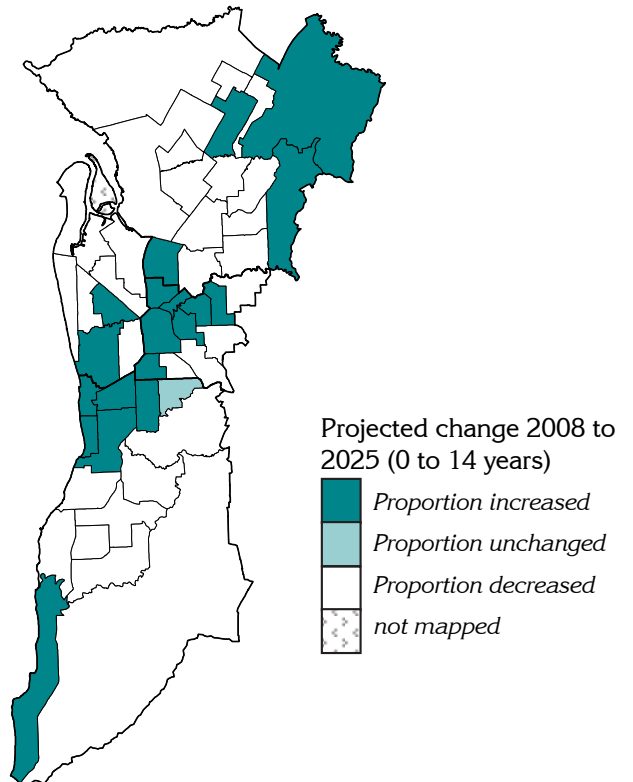 Projected change 2008 to
2025 (0 to 14 years)
Proportion increased
Proportion unchanged
Proportion decreased
not mapped